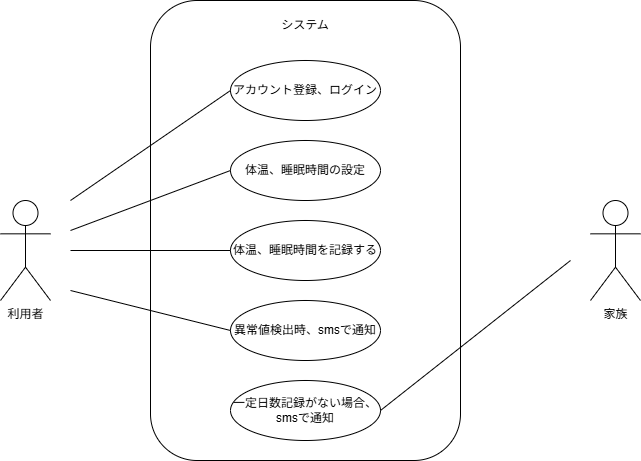 システム
アカウント登録、ログイン
体温、睡眠時間の設定
体温、睡眠時間を記録する
利用者
家族
異常値検出時、smsで通知
一定日数記録がない場合、
smsで通知